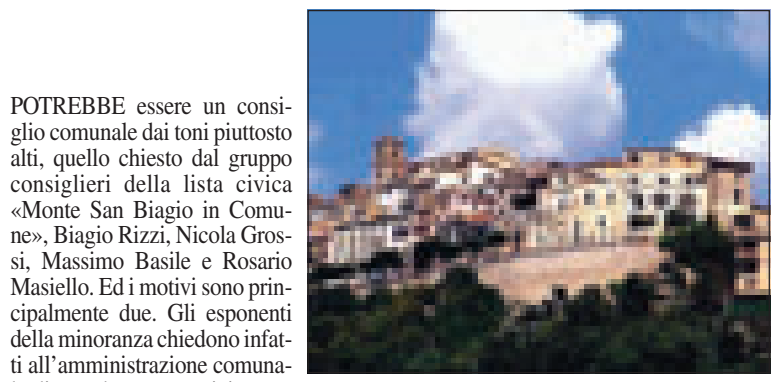 POTREBBE essere un consi-
glio comunale dai toni piuttosto
alti, quello chiesto dal gruppo
consiglieri della lista civica
«Monte San Biagio in Comu-
ne», Biagio Rizzi, Nicola Gros-
si, Massimo Basile e Rosario
Masiello. Ed i motivi sono prin-
cipalmente due. Gli esponenti
della minoranza chiedono infat-
ti all'amministrazione comuna-